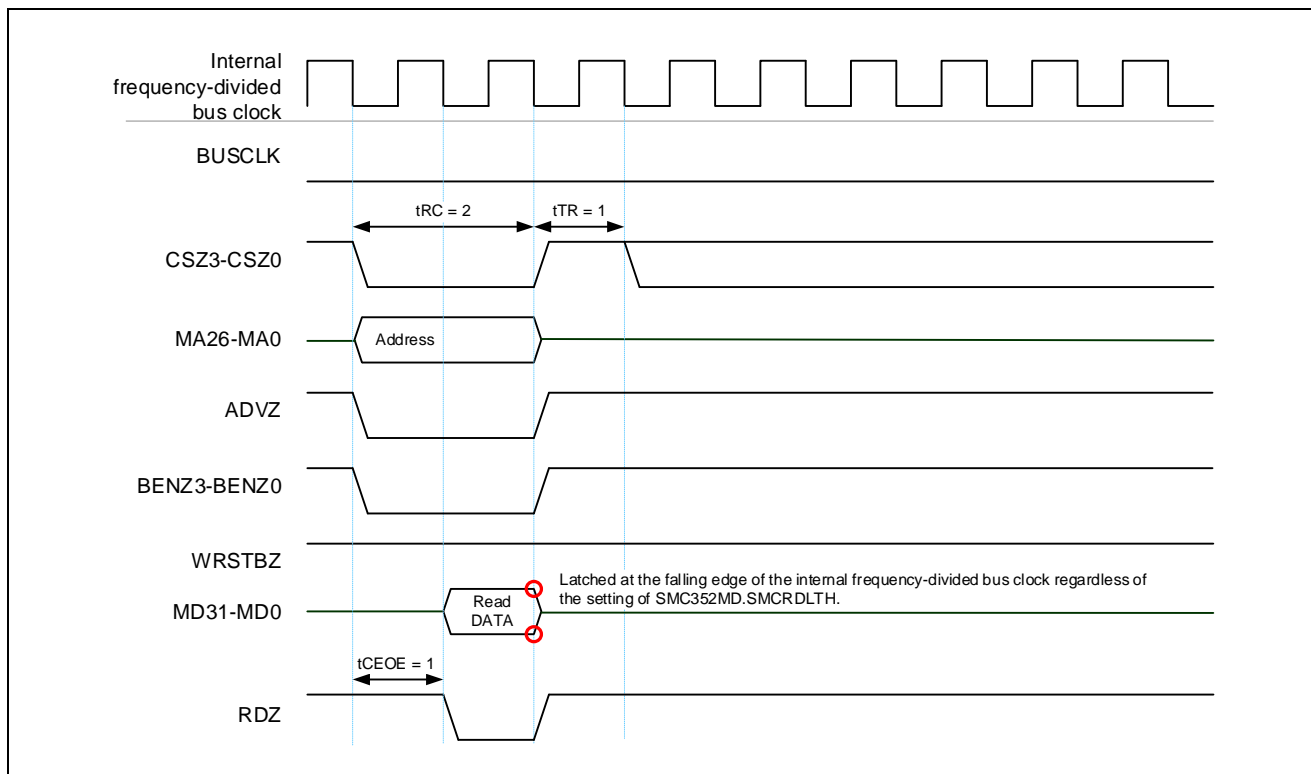 Internal
frequency-divided
bus clock
BUSCLK
tRC = 2
tTR = 1
CSZ3-CSZ0
MA26-MA0
Address
ADVZ
BENZ3-BENZ0
WRSTBZ
Latched at the falling edge of the internal frequency-divided bus clock regardless of
the setting of SMC352MD.SMCRDLTH.
MD31-MD0
Read
DATA
tCEOE = 1
RDZ